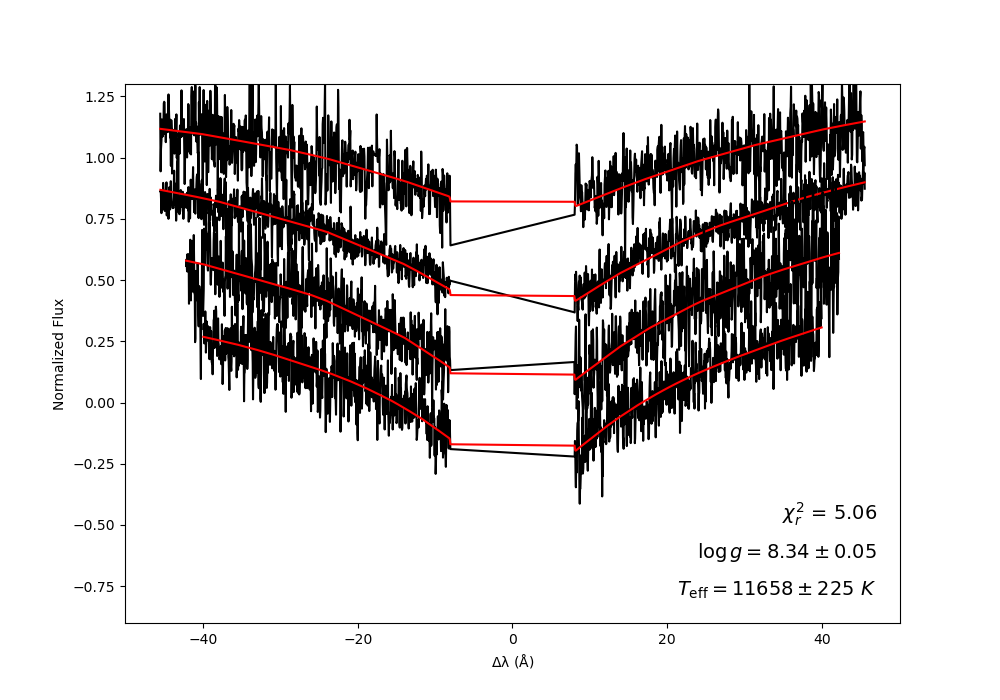 1.25
1.00
0.75
0.50
0.25
0.00
−0.25
−0.50
−0.75
Normalized Flux
−40
−20
0
20
40
Δλ (Å)
χ²ᵣ = 5.06
log g = 8.34 ± 0.05
T_eff = 11658 ± 225 K